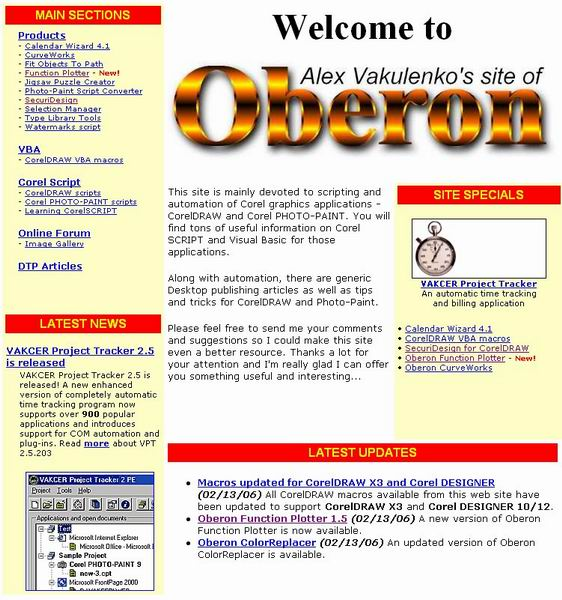 MAIN SECTIONS
Products
- Calendar Wizard 4.1
- CurveWorks
- Fit Objects To Path
- Function Plotter - New!
- Jigsaw Puzzle Creator
- Photo-Paint Script Converter
- SecuriDesign
- Selection Manager
- Type Library Tools
- Watermarks script
VBA
- CorelDRAW VBA macros
Corel Script
- CorelDRAW scripts
- Corel PHOTO-PAINT scripts
- Learning CorelSCRIPT
Online Forum
- Image Gallery
DTP Articles
LATEST NEWS
VAKCER Project Tracker 2.5
is released
VAKCER Project Tracker 2.5 is
released! A new enhanced
version of completely automatic
time tracking program now
supports over 900 popular
applications and introduces
support for COM automation and
plug-ins. Read more about VPT
2.5.203
VAKCER Project Tracker 2 PE
Project Tools Help
Applications and open documents
Test
Microsoft Internet Explorer
Microsoft Office - Microsoft
Sample Project
Corel PHOTO-PAINT 9
now-3.cpt
Microsoft FrontPage 2000
Welcome to
Alex Vakulenko's site of
Oberon
This site is mainly devoted to scripting and
automation of Corel graphics applications -
CorelDRAW and Corel PHOTO-PAINT. You will
find tons of useful information on Corel
SCRIPT and Visual Basic for those
applications.
Along with automation, there are generic
Desktop publishing articles as well as tips
and tricks for CorelDRAW and Photo-Paint.
Please feel free to send me your comments
and suggestions so I could make this site
even a better resource. Thanks a lot for
your attention and I'm really glad I can offer
you something useful and interesting...
SITE SPECIALS
VAKCER Project Tracker
An automatic time tracking
and billing application
• Calendar Wizard 4.1
• CorelDRAW VBA macros
• SecuriDesign for CorelDRAW
• Oberon Function Plotter - New!
• Oberon CurveWorks
LATEST UPDATES
• Macros updated for CorelDRAW X3 and Corel DESIGNER
(02/13/06) All CorelDRAW macros available from this web site have
been updated to support CorelDRAW X3 and Corel DESIGNER 10/12.
• Oberon Function Plotter 1.5 (02/13/06) A new version of Oberon
Function Plotter is now available.
• Oberon ColorReplacer (02/13/06) An updated version of Oberon
ColorReplacer is available.